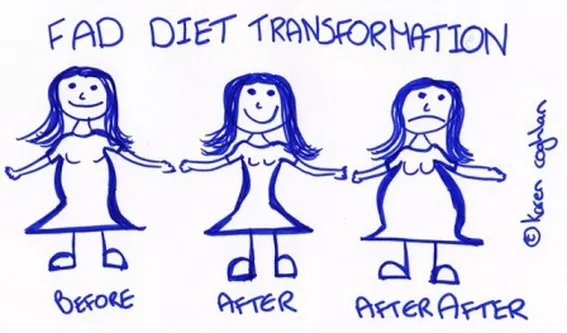 FAD DIET TRANSFORMATION
BEFORE
AFTER
AFTER AFTER
© karen coghlan